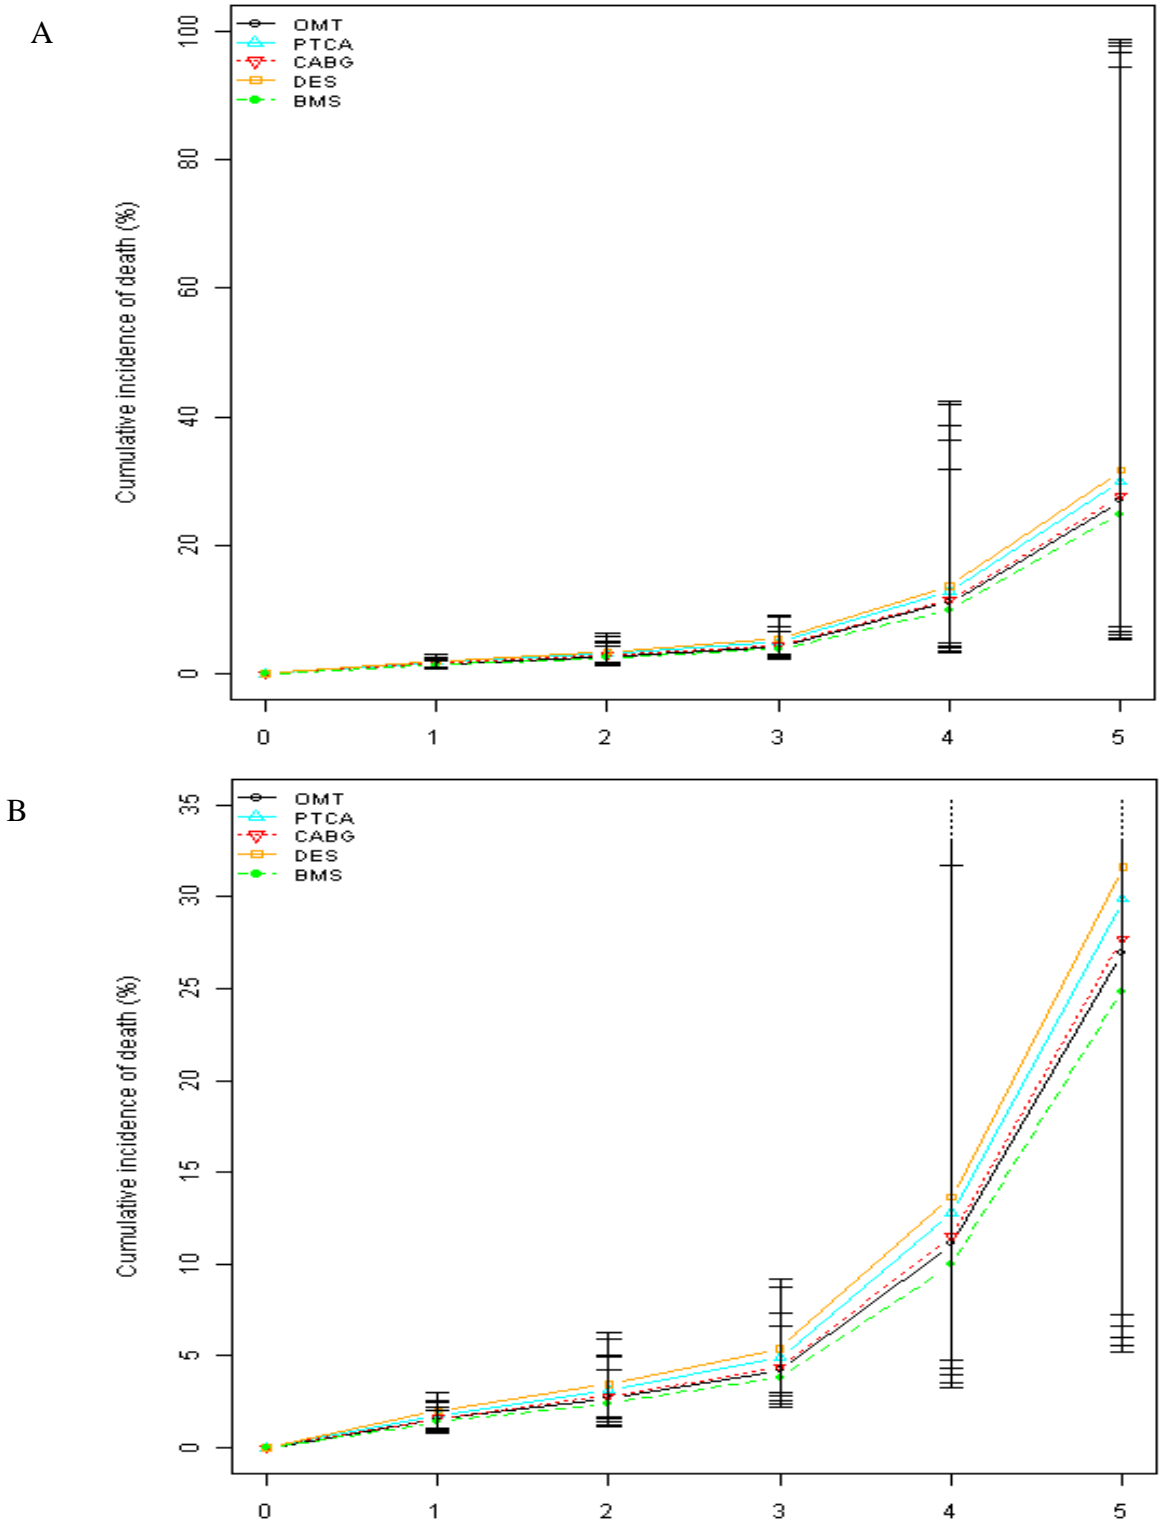 A
OMT
PTCA
CABG
DES
BMS
Cumulative incidence of death (%)
100
80
60
40
20
0
0 1 2 3 4 5
B
OMT
PTCA
CABG
DES
BMS
Cumulative incidence of death (%)
35
30
25
20
15
10
5
0
0 1 2 3 4 5